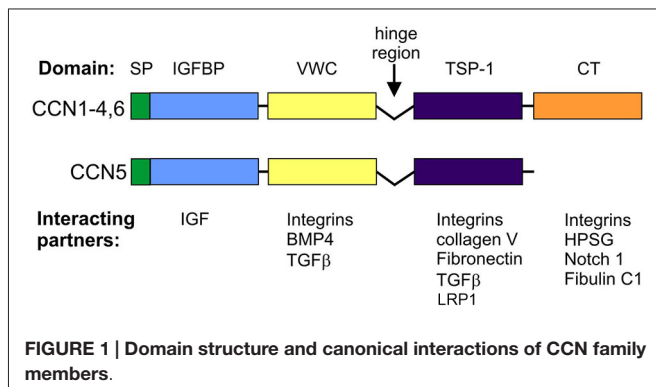 hinge
region
Domain: SP IGFBP VWC TSP-1 CT
CCN1-4,6
CCN5
Interacting partners:
IGF
Integrins
BMP4
TGFβ
Integrins
collagen V
Fibronectin
TGFβ
LRP1
Integrins
HPSG
Notch 1
Fibulin C1
FIGURE 1 | Domain structure and canonical interactions of CCN family
members.